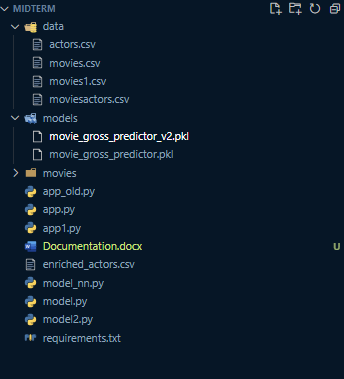 MIDTERM
data
actors.csv
movies.csv
movies1.csv
moviesactors.csv
models
movie_gross_predictor_v2.pkl
movie_gross_predictor.pkl
movies
app_old.py
app.py
app1.py
Documentation.docx U
enriched_actors.csv
model_nn.py
model.py
model2.py
requirements.txt